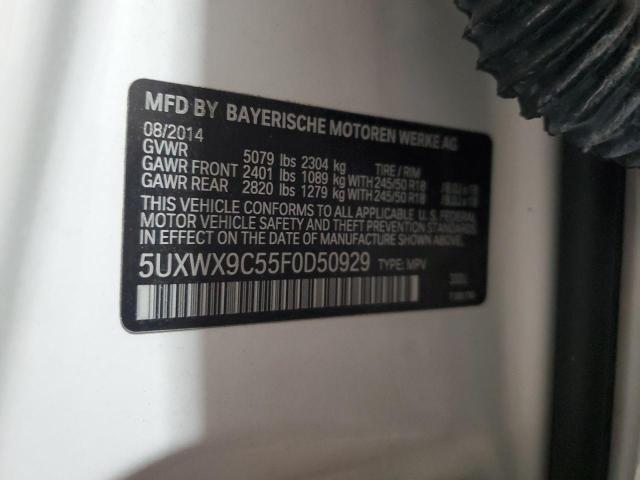 MFD BY BAYERISCHE MOTOREN WERKE AG
08/2014
GVWR 5079 lbs 2304 kg TIRE / RIM
GAWR FRONT 2401 lbs 1089 kg WITH 245/50 R18
GAWR REAR 2820 lbs 1279 kg WITH 245/50 R18
THIS VEHICLE CONFORMS TO ALL APPLICABLE U.S. FEDERAL
MOTOR VEHICLE SAFETY AND THEFT PREVENTION STANDARDS
IN EFFECT ON THE DATE OF MANUFACTURE SHOWN ABOVE.
5UXWX9C55F0D50929 TYPE: MPV